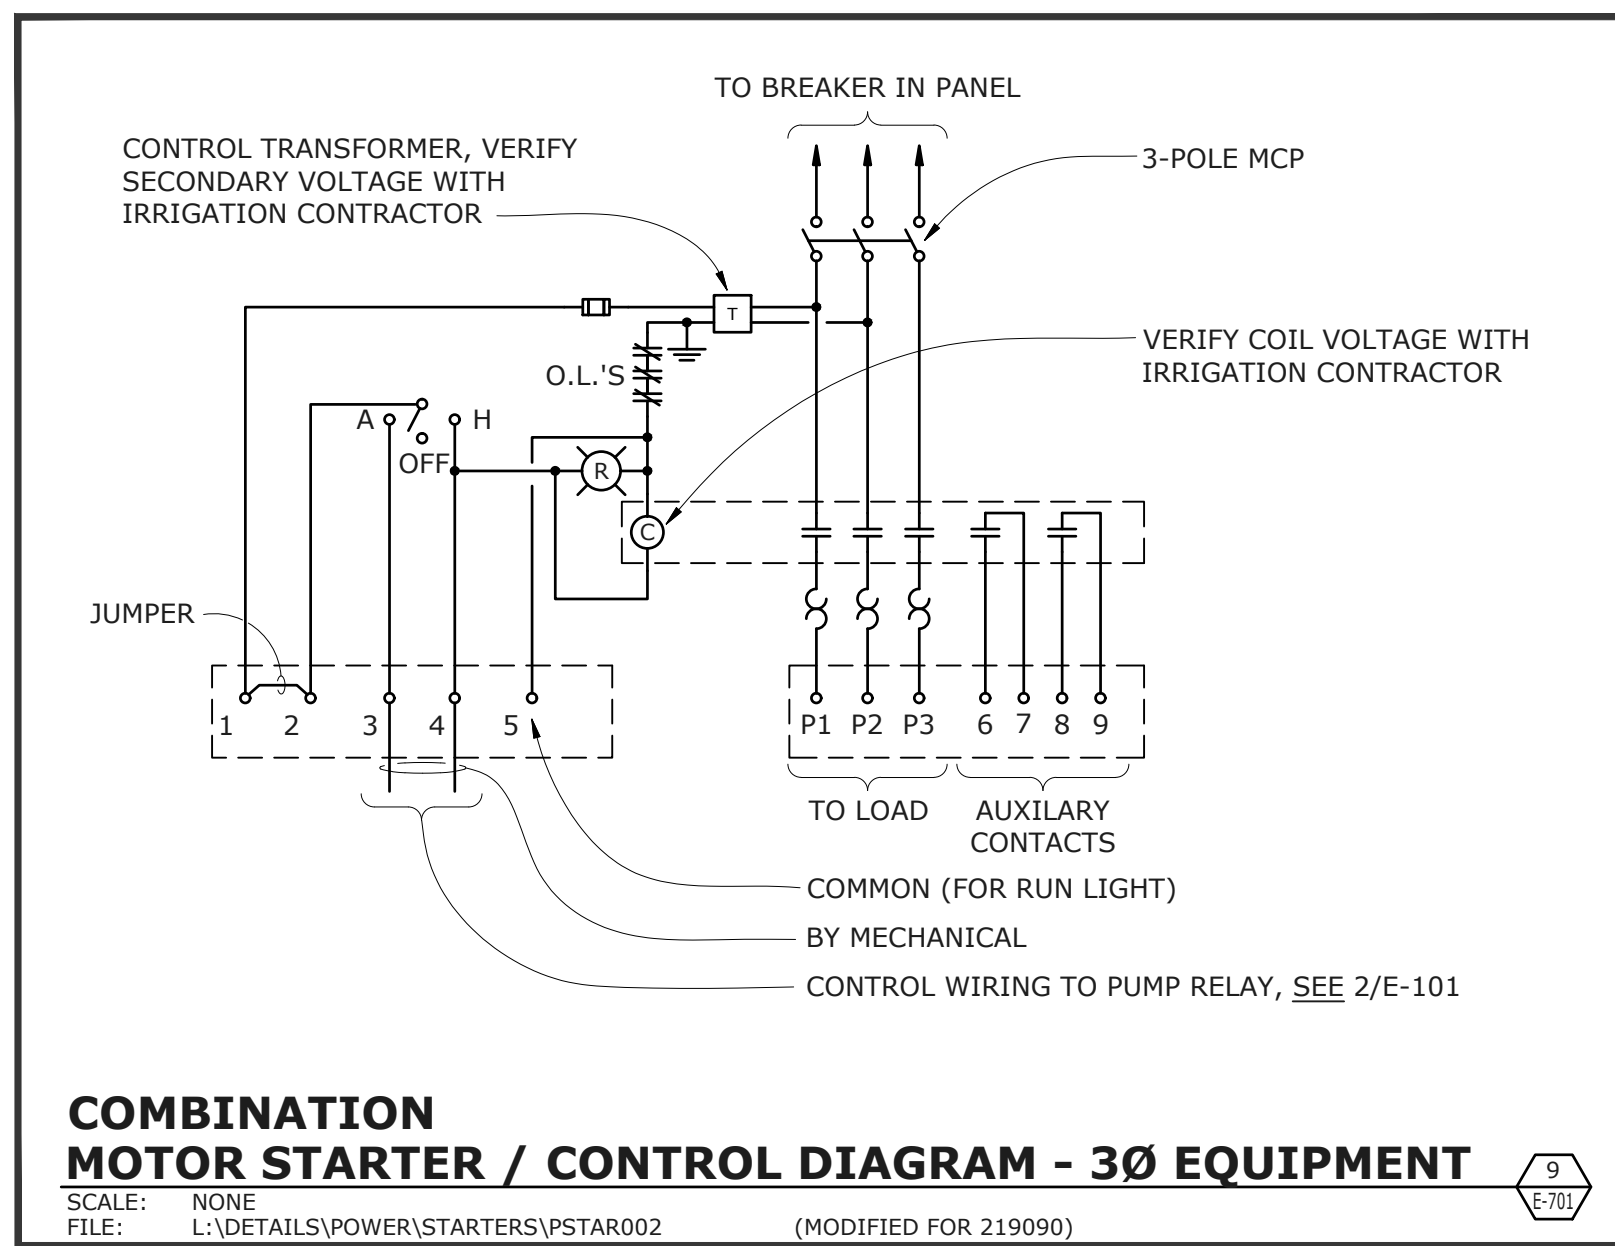 TO BREAKER IN PANEL
CONTROL TRANSFORMER, VERIFY
SECONDARY VOLTAGE WITH
IRRIGATION CONTRACTOR
3-POLE MCP
T
VERIFY COIL VOLTAGE WITH
IRRIGATION CONTRACTOR
O.L.'S
A
H
OFF
R
C
JUMPER
1 2 3 4 5
P1 P2 P3 6 7 8 9
TO LOAD
AUXILARY
CONTACTS
COMMON (FOR RUN LIGHT)
BY MECHANICAL
CONTROL WIRING TO PUMP RELAY, SEE 2/E-101
COMBINATION
MOTOR STARTER / CONTROL DIAGRAM - 3Ø EQUIPMENT
9
E-701
SCALE: NONE
FILE: L:\DETAILS\POWER\STARTERS\PSTAR002 (MODIFIED FOR 219090)